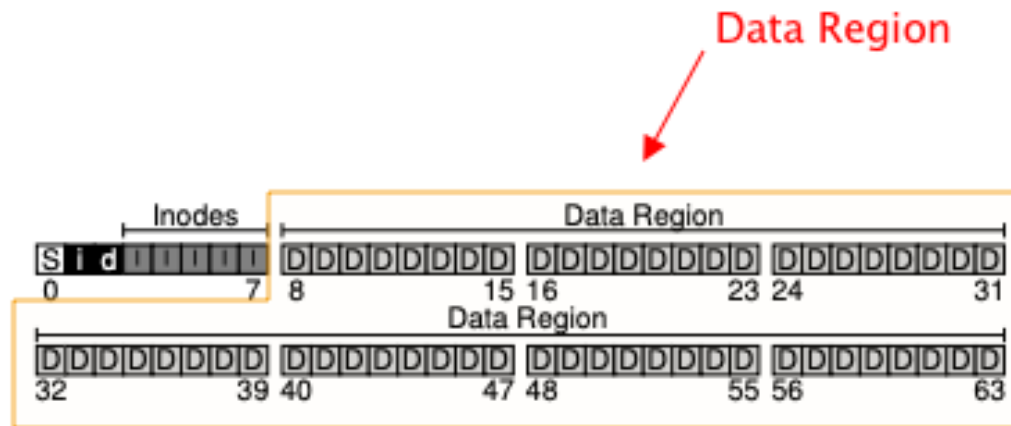 Data Region
Inodes Data Region
S i d I I I I I D D D D D D D D D D D D D D D D D D D D D D D D
0 7 8 15 16 23 24 31
Data Region
D D D D D D D D D D D D D D D D D D D D D D D D D D D D D D D D
32 39 40 47 48 55 56 63